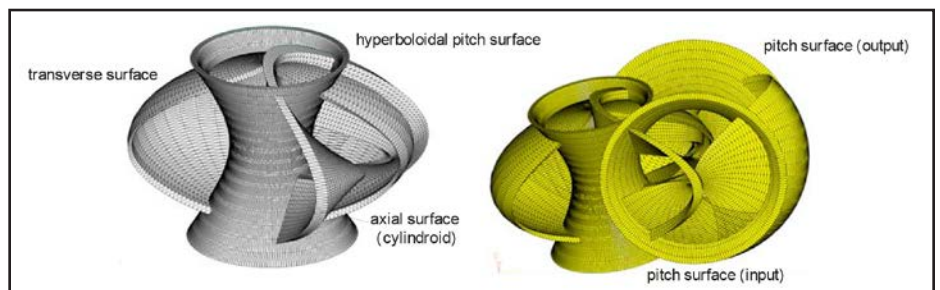 hyperboloidal pitch surface
transverse surface
axial surface
(cylindroid)
pitch surface (output)
pitch surface (input)